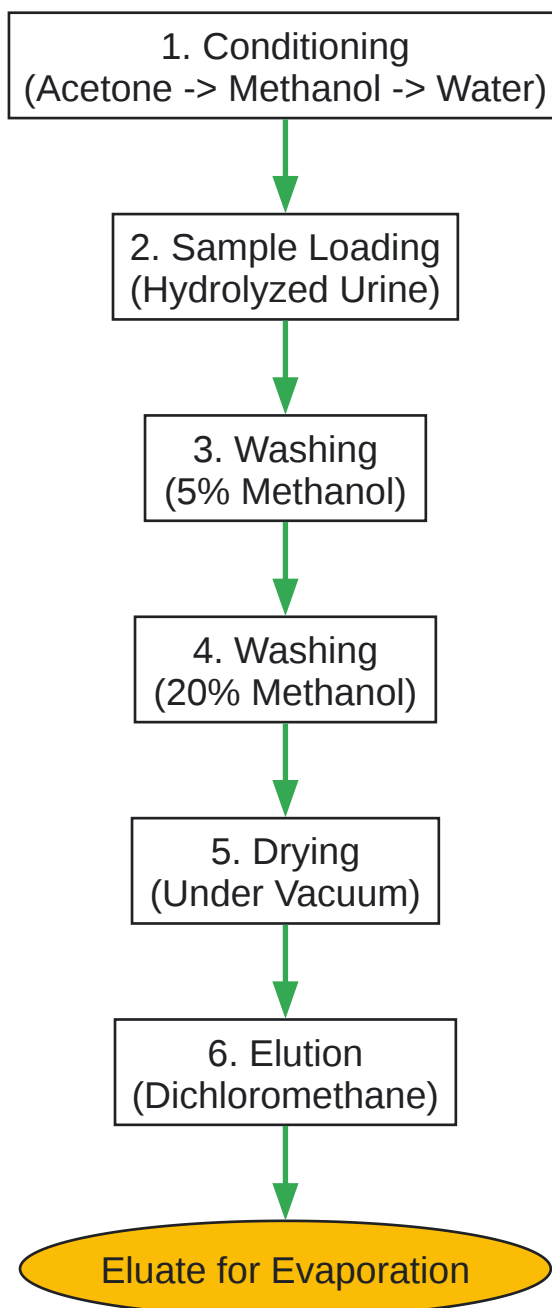 1. Conditioning
(Acetone -> Methanol -> Water)
2. Sample Loading
(Hydrolyzed Urine)
3. Washing
(5% Methanol)
4. Washing
(20% Methanol)
5. Drying
(Under Vacuum)
6. Elution
(Dichloromethane)
Eluate for Evaporation